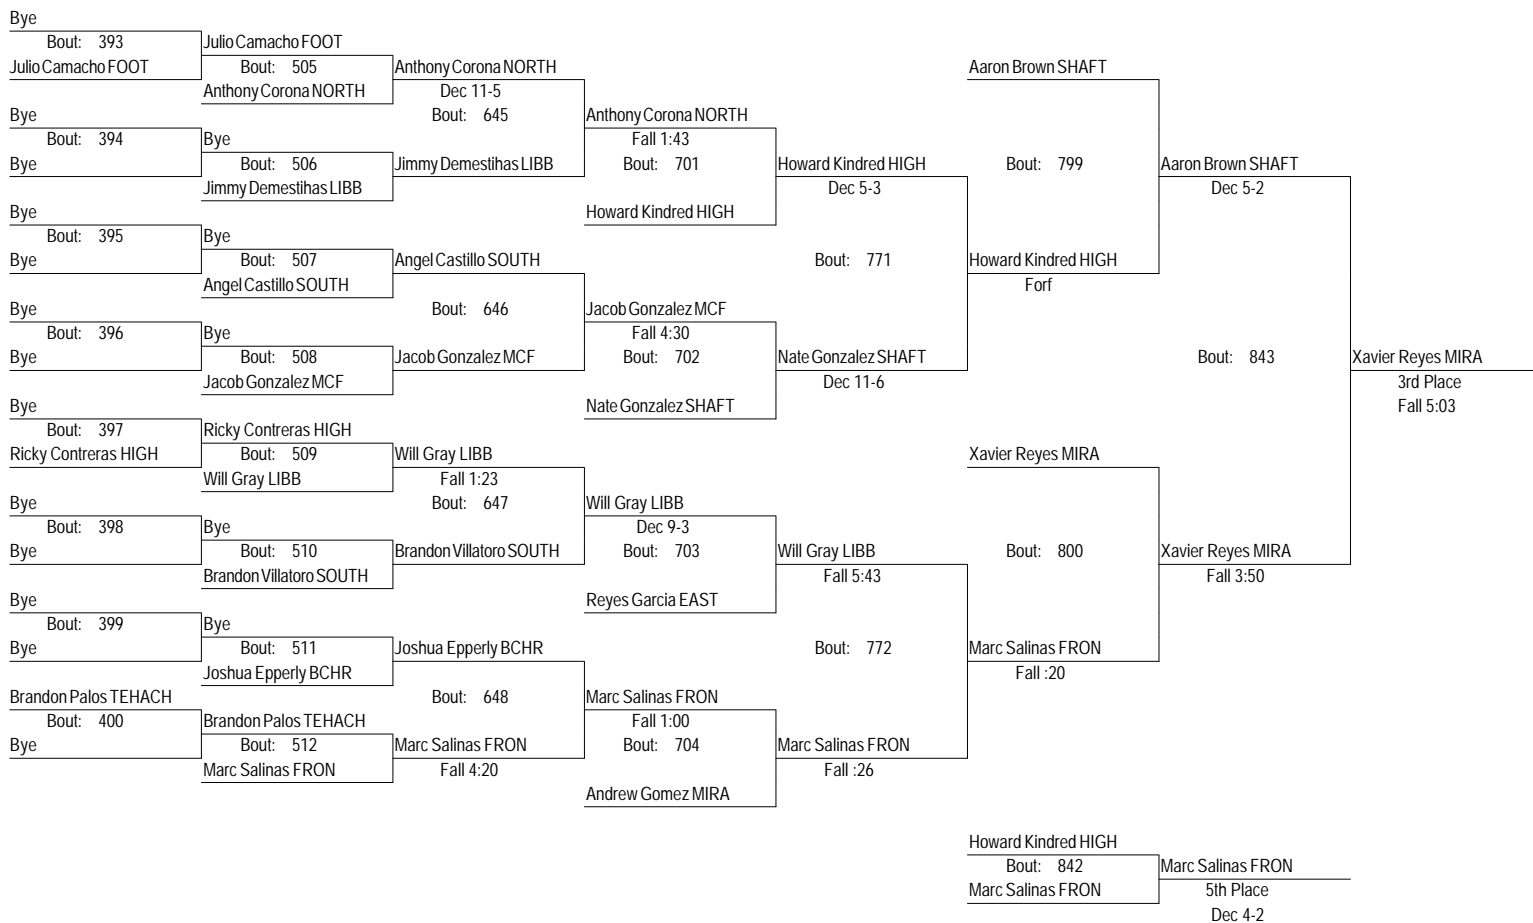 Bye
Bout: 393
Julio Camacho FOOT
Julio Camacho FOOT
Bout: 505
Anthony Corona NORTH
Anthony Corona NORTH
Dec 11-5
Bout: 645
Bye
Bout: 394
Bye
Bye
Bout: 506
Jimmy Demestihas LIBB
Jimmy Demestihas LIBB
Anthony Corona NORTH
Fall 1:43
Bout: 701
Howard Kindred HIGH
Howard Kindred HIGH
Dec 5-3
Bye
Bout: 395
Bye
Bye
Bout: 507
Angel Castillo SOUTH
Angel Castillo SOUTH
Bout: 646
Bye
Bout: 396
Bye
Bye
Bout: 508
Jacob Gonzalez MCF
Jacob Gonzalez MCF
Jacob Gonzalez MCF
Fall 4:30
Bout: 702
Nate Gonzalez SHAFT
Nate Gonzalez SHAFT
Dec 11-6
Bout: 771
Aaron Brown SHAFT
Bout: 799
Howard Kindred HIGH
Forf
Aaron Brown SHAFT
Dec 5-2
Bye
Bout: 397
Ricky Contreras HIGH
Ricky Contreras HIGH
Bout: 509
Will Gray LIBB
Will Gray LIBB
Fall 1:23
Bout: 647
Bye
Bout: 398
Bye
Bye
Bout: 510
Brandon Villatoro SOUTH
Brandon Villatoro SOUTH
Will Gray LIBB
Dec 9-3
Bout: 703
Reyes Garcia EAST
Will Gray LIBB
Fall 5:43
Bye
Bout: 399
Bye
Bye
Bout: 511
Joshua Epperly BCHR
Joshua Epperly BCHR
Bout: 648
Brandon Palos TEHACH
Bout: 400
Bye
Brandon Palos TEHACH
Bout: 512
Marc Salinas FRON
Marc Salinas FRON
Fall 4:20
Marc Salinas FRON
Fall 1:00
Bout: 704
Andrew Gomez MIRA
Marc Salinas FRON
Fall :26
Bout: 772
Xavier Reyes MIRA
Bout: 800
Marc Salinas FRON
Fall :20
Xavier Reyes MIRA
Fall 3:50
Bout: 843
Xavier Reyes MIRA
3rd Place
Fall 5:03
Howard Kindred HIGH
Bout: 842
Marc Salinas FRON
Marc Salinas FRON
5th Place
Dec 4-2